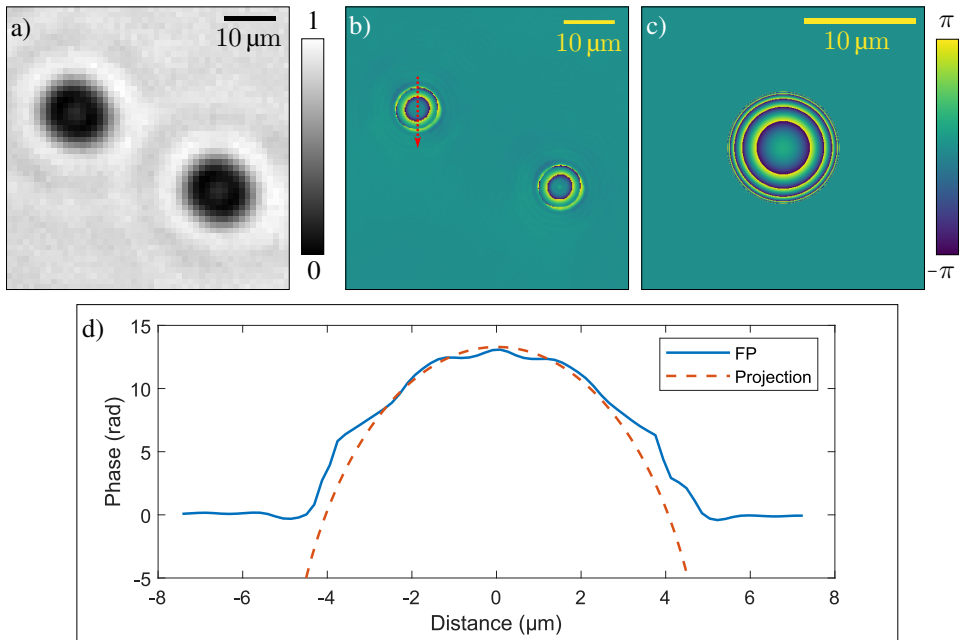 a)
10 µm
1
0
b)
10 µm
c)
10 µm
π
-π
d)
15
10
5
0
-5
Phase (rad)
FP
Projection
-8 -6 -4 -2 0 2 4 6 8
Distance (µm)